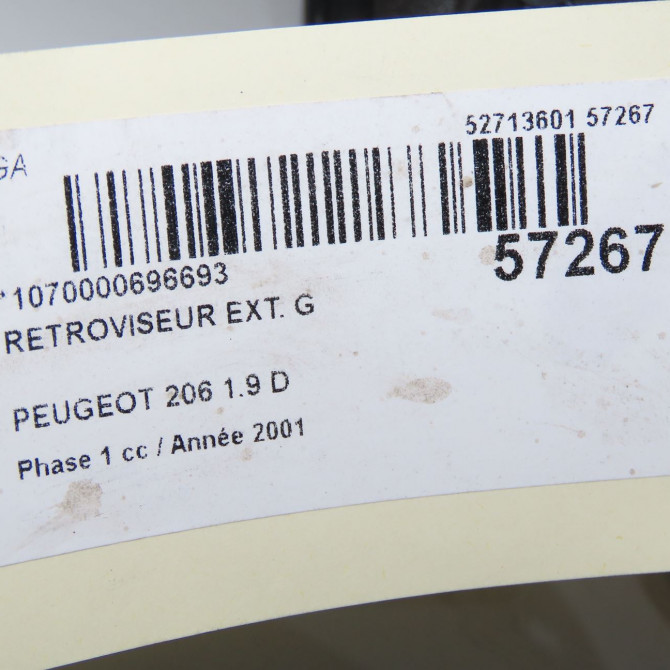 52713601 57267
GA
57267
*1070000696693
RETROVISEUR EXT. G
PEUGEOT 206 1.9 D
Phase 1 cc / Année 2001